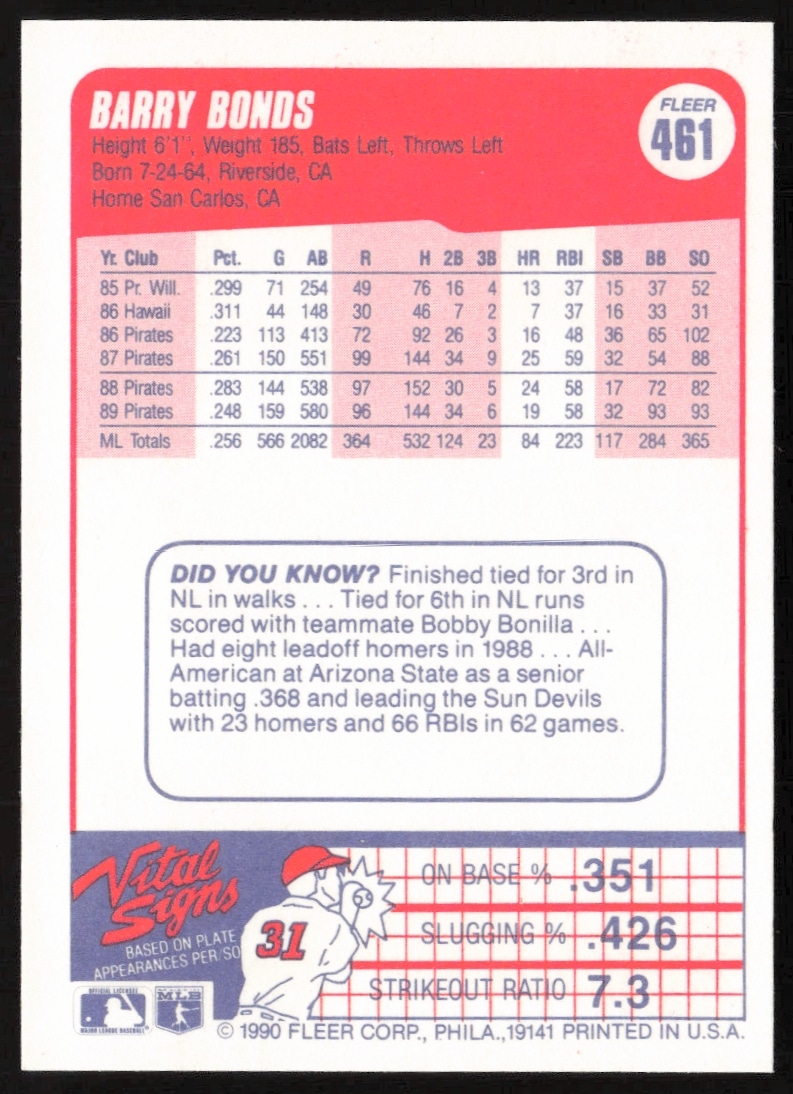 BARRY BONDS
FLEER
461
Height 6'1", Weight 185, Bats Left, Throws Left
Born 7-24-64, Riverside, CA
Home San Carlos, CA
Yr. Club Pct. G AB R H 2B 3B HR RBI SB BB SO
85 Pr. Will. .299 71 254 49 76 16 4 13 37 15 37 52
86 Hawaii .311 44 148 30 46 7 2 7 37 16 33 31
86 Pirates .223 113 413 72 92 26 3 16 48 36 65 102
87 Pirates .261 150 551 99 144 34 9 25 59 32 54 88
88 Pirates .283 144 538 97 152 30 5 24 58 17 72 82
89 Pirates .248 159 580 96 144 34 6 19 58 32 93 93
ML Totals .256 566 2082 364 532 124 23 84 223 117 284 365
DID YOU KNOW? Finished tied for 3rd in
NL in walks . . . Tied for 6th in NL runs
scored with teammate Bobby Bonilla . . .
Had eight leadoff homers in 1988 . . . All-
American at Arizona State as a senior
batting .368 and leading the Sun Devils
with 23 homers and 66 RBIs in 62 games.
Vital
Signs
BASED ON PLATE
APPEARANCES PER/SO
31
ON BASE % .351
SLUGGING % .426
STRIKEOUT RATIO 7.3
OFFICIAL LICENSEE
MAJOR LEAGUE BASEBALL
MLB
© 1990 FLEER CORP., PHILA.,19141 PRINTED IN U.S.A.